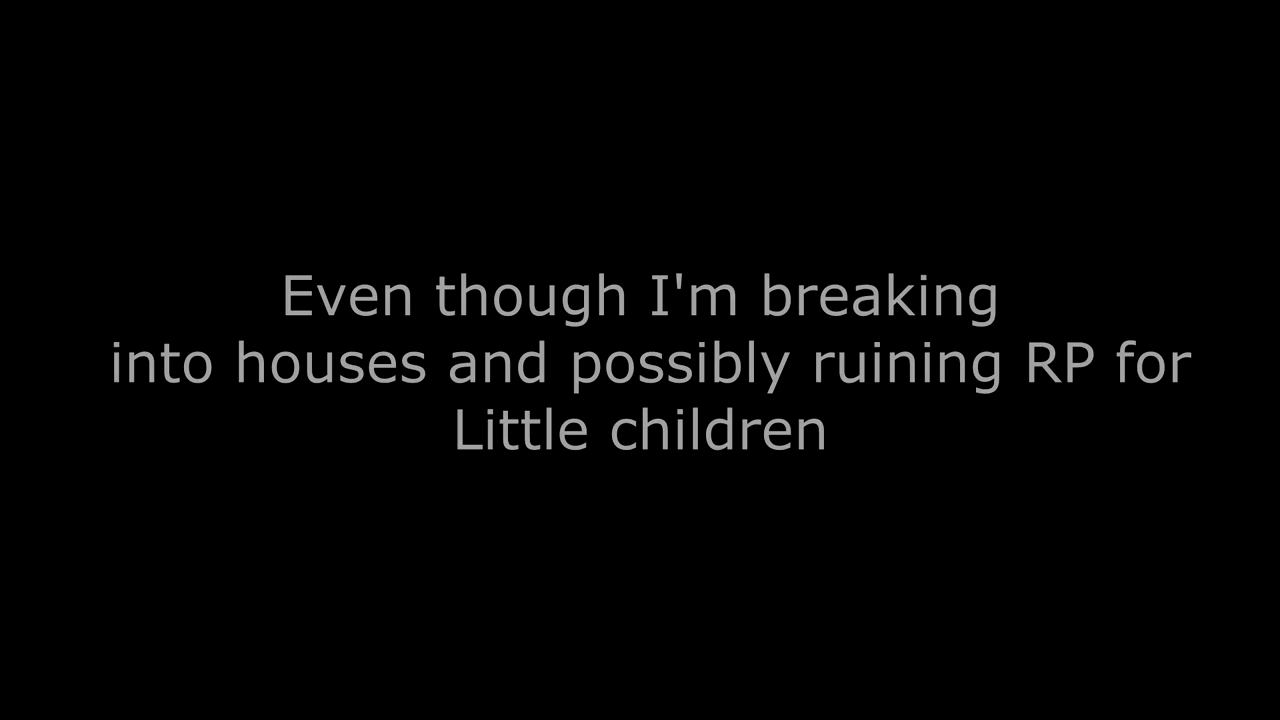 Even though I'm breaking
into houses and possibly ruining RP for
Little children